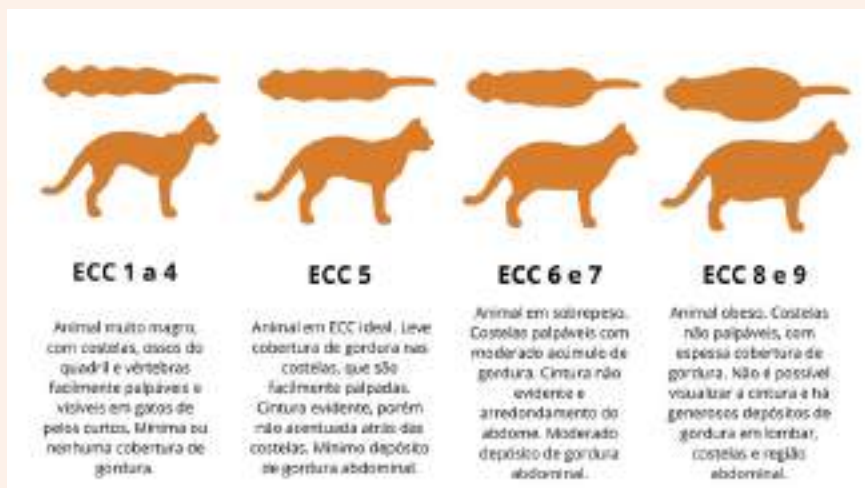 ECC 1 a 4
Animal muito magro,
com costelas, ossos do
quadril e vértebras
facilmente palpáveis e
visíveis em gatos de
pelos curtos. Mínima ou
nenhuma cobertura de
gordura.
ECC 5
Animal em ECC ideal. Leve
cobertura de gordura nas
costelas, que são
facilmente palpadas.
Cintura evidente, porém
não acentuada atrás das
costelas. Mínimo depósito
de gordura abdominal.
ECC 6 e 7
Animal em sobrepeso.
Costelas palpáveis com
moderado acúmulo de
gordura. Cintura não
evidente e
arredondamento do
abdome. Moderado
depósito de gordura
abdominal.
ECC 8 e 9
Animal obeso. Costelas
não palpáveis, com
espessa cobertura de
gordura. Não é possível
visualizar a cintura e há
generosos depósitos de
gordura em lombar,
costelas e região
abdominal.